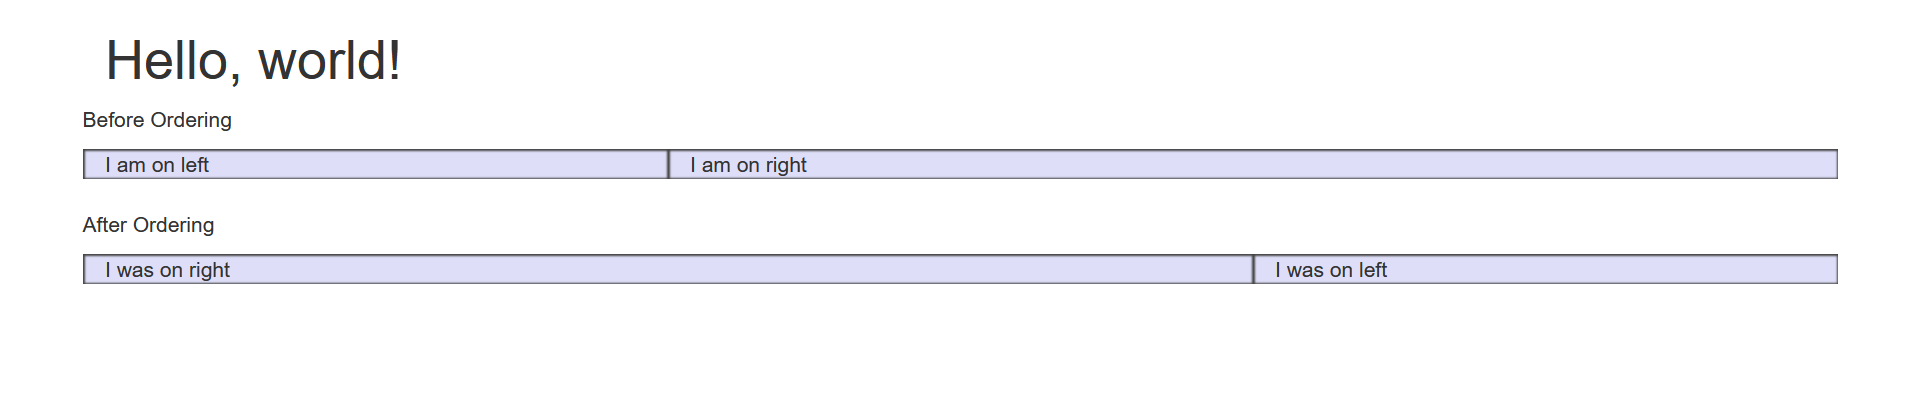 Hello, world!
Before Ordering
I am on left
I am on right
After Ordering
I was on right
I was on left